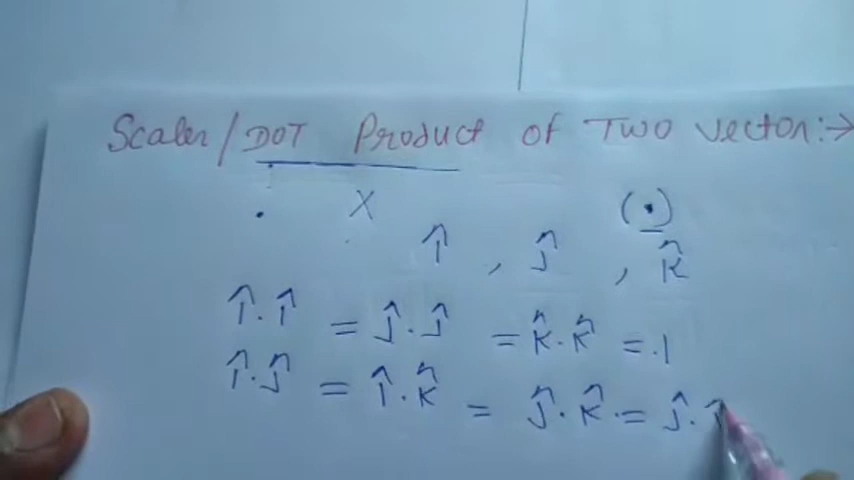 Scaler/DOT Product of Two vector:→
. X (•)
î , ĵ , k̂
î.î = ĵ.ĵ = k̂.k̂ = .1
î.ĵ = î.k̂ = ĵ.k̂ .= ĵ.